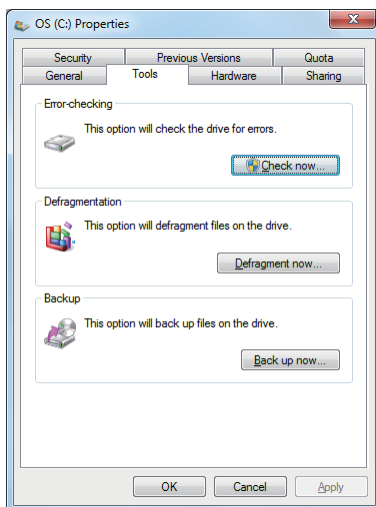 OS (C:) Properties
Security Previous Versions Quota
General Tools Hardware Sharing
Error-checking
This option will check the drive for errors.
Check now...
Defragmentation
This option will defragment files on the drive.
Defragment now...
Backup
This option will back up files on the drive.
Back up now...
OK Cancel Apply